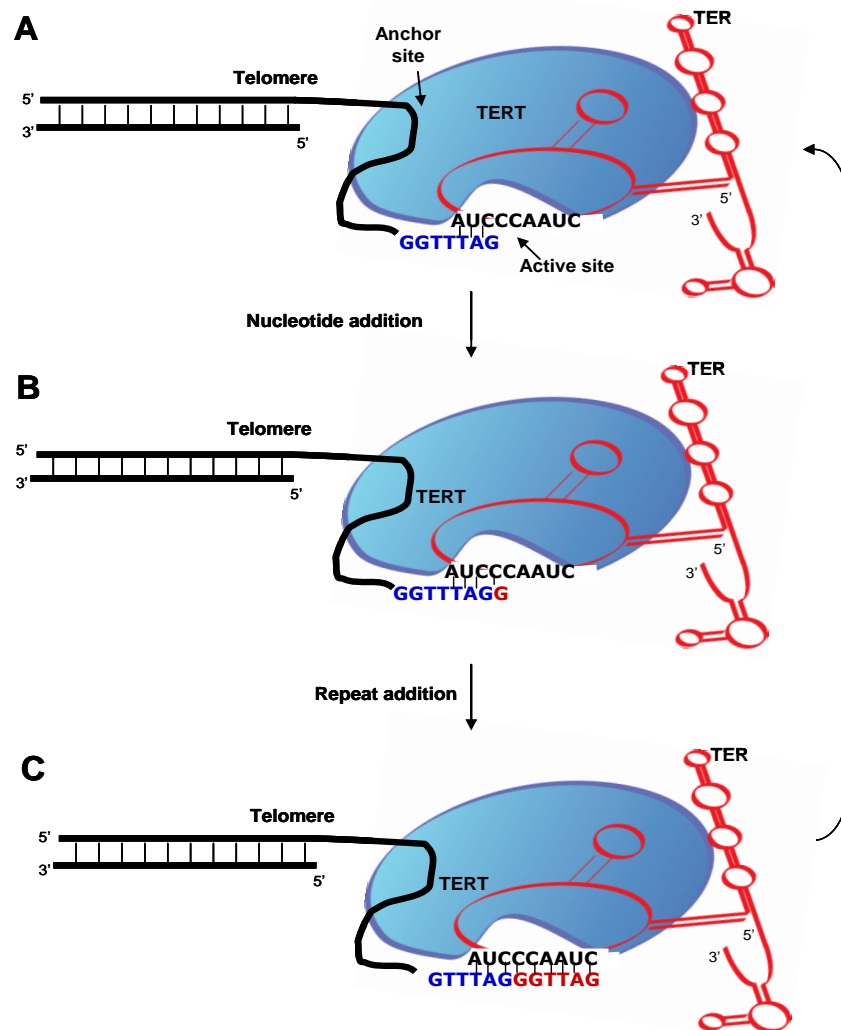 A
TER
Anchor
site
Telomere
5’
TERT
3’
5’
5’
3’
AUCCCAAUC
GGTTTAG
Active site
Nucleotide addition
B
TER
Telomere
5’
3’
5’
TERT
5’
3’
AUCCCAAUC
GGTTTAGG
Repeat addition
C
TER
Telomere
5’
3’
5’
TERT
5’
3’
AUCCCAAUC
GTTTAGGGTTAG